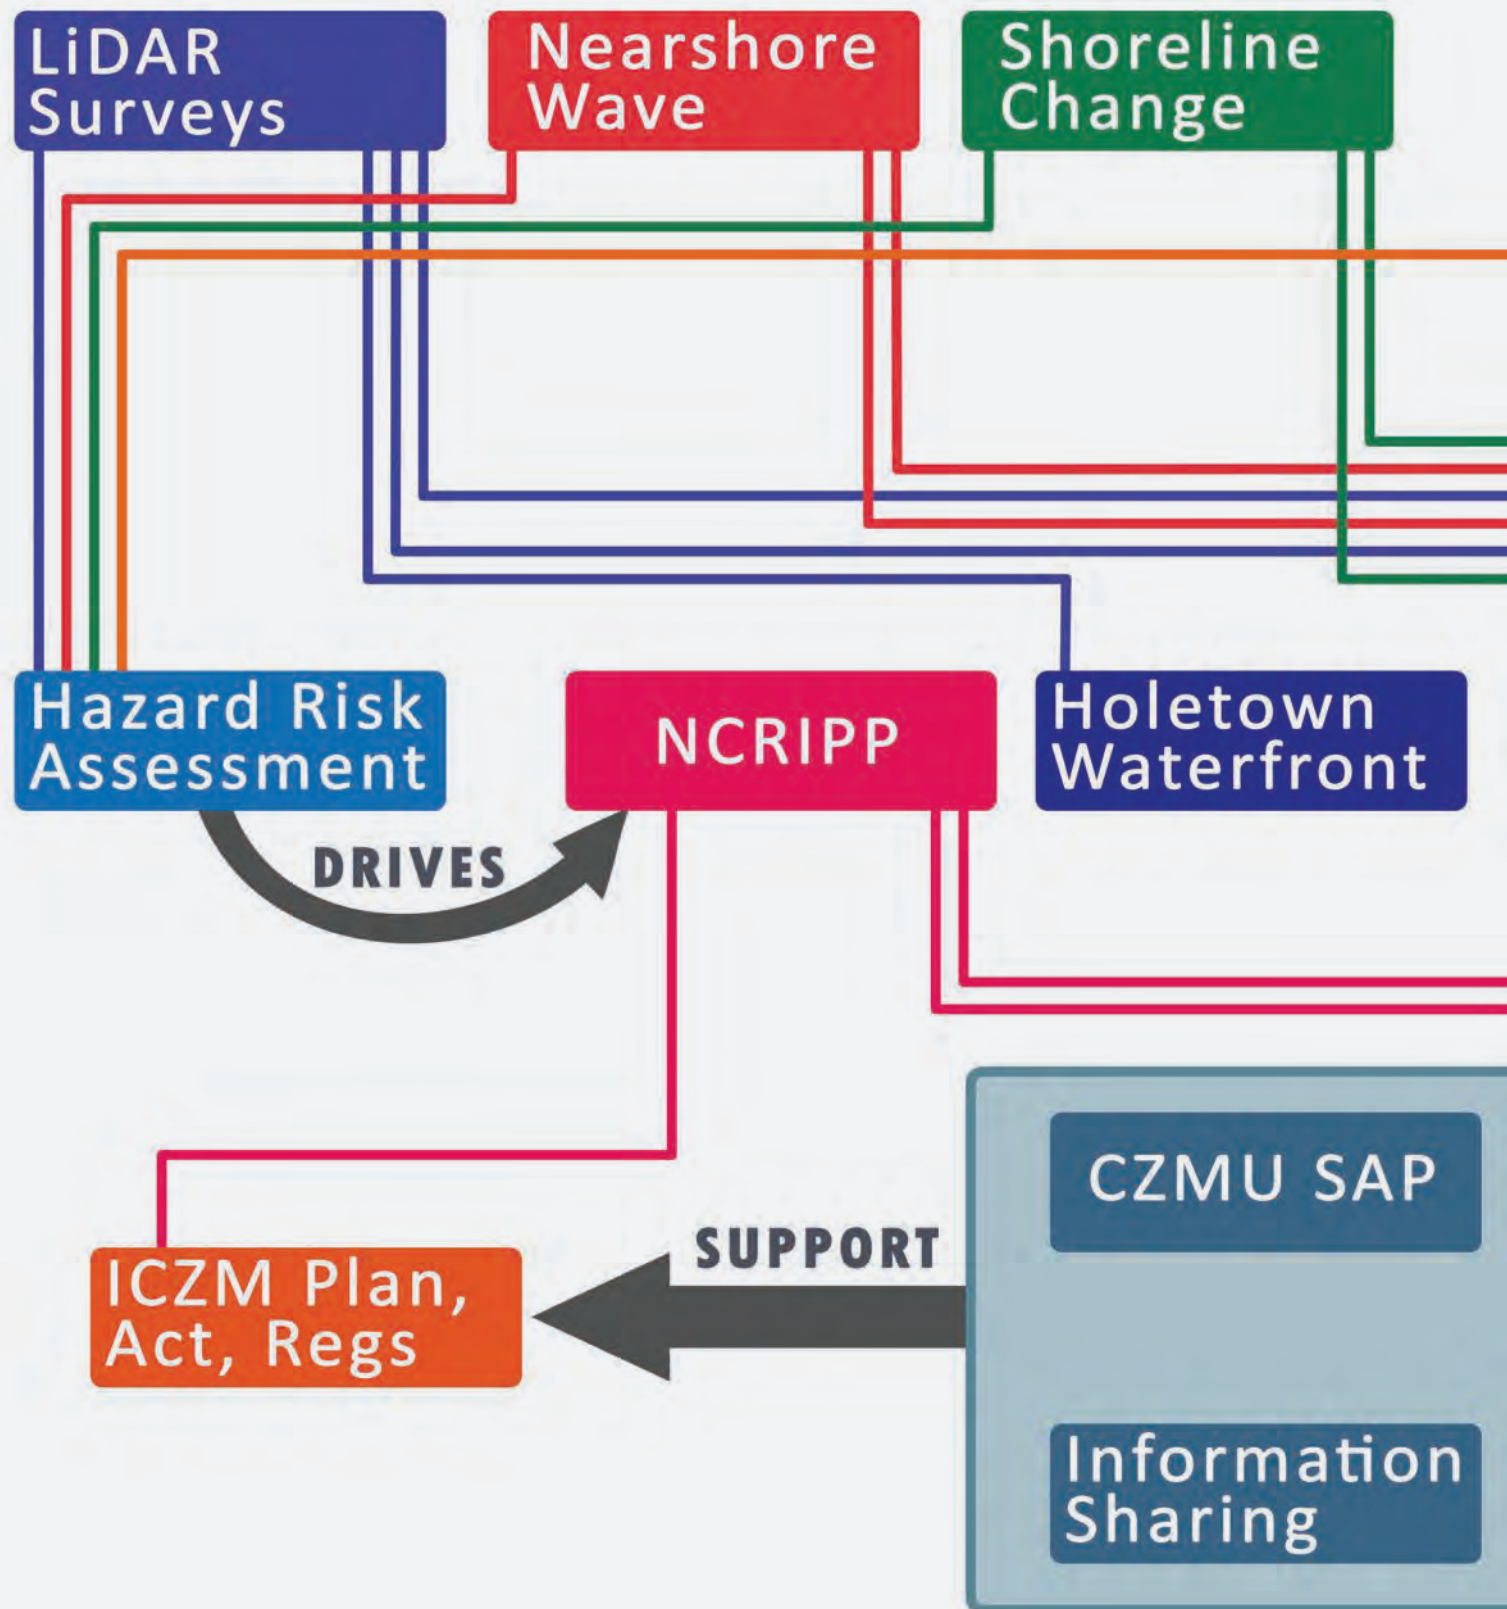 LiDAR
Surveys
Nearshore
Wave
Shoreline
Change
Hazard Risk
Assessment
NCRIPP
Holetown
Waterfront
DRIVES
CZMU SAP
SUPPORT
ICZM Plan,
Act, Regs
Information
Sharing